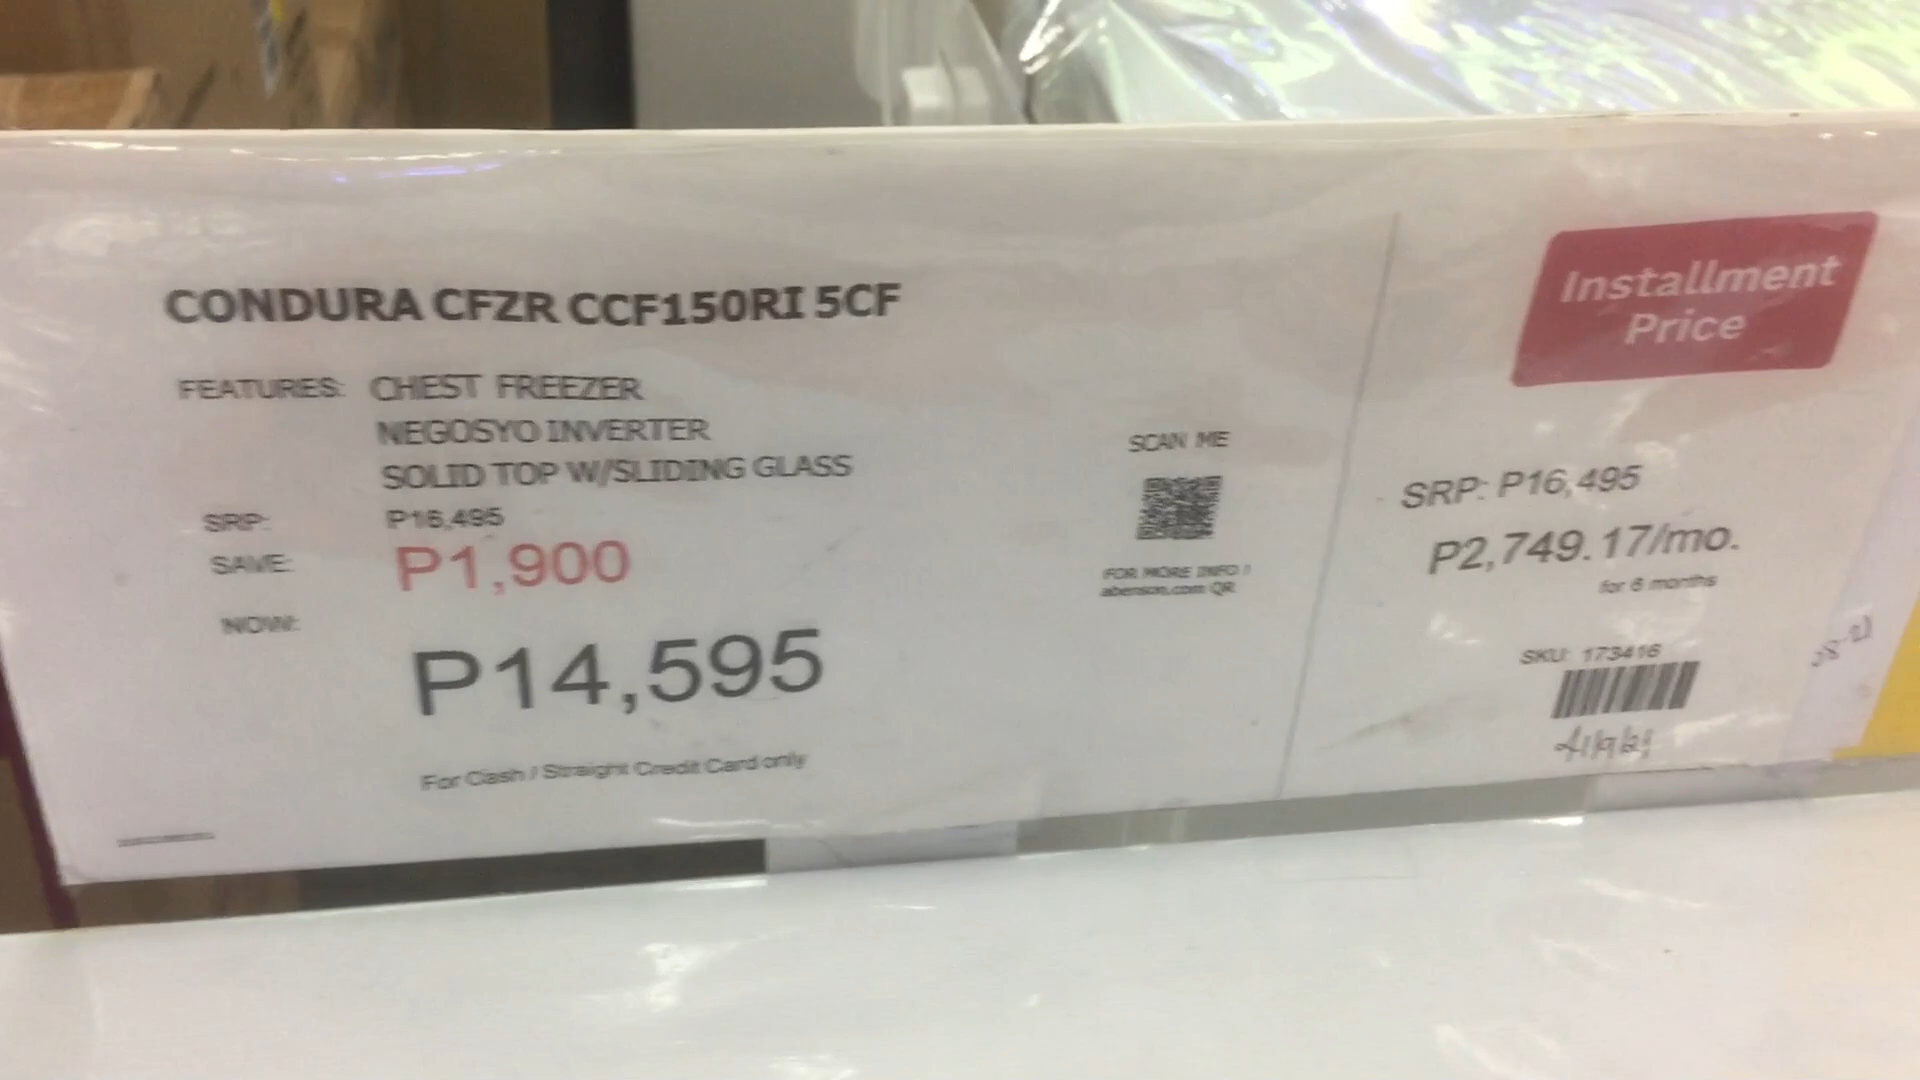 CONDURA CFZR CCF150RI 5CF
FEATURES: CHEST FREEZER
NEGOSYO INVERTER
SOLID TOP W/SLIDING GLASS
SRP: P16,495
SAVE: P1,900
NOW:
P14,595
For Cash / Straight Credit Card only
SCAN ME
FOR MORE INFO !
abenson.com QR
Installment
Price
SRP: P16,495
P2,749.17/mo.
for 6 months
SKU: 173416